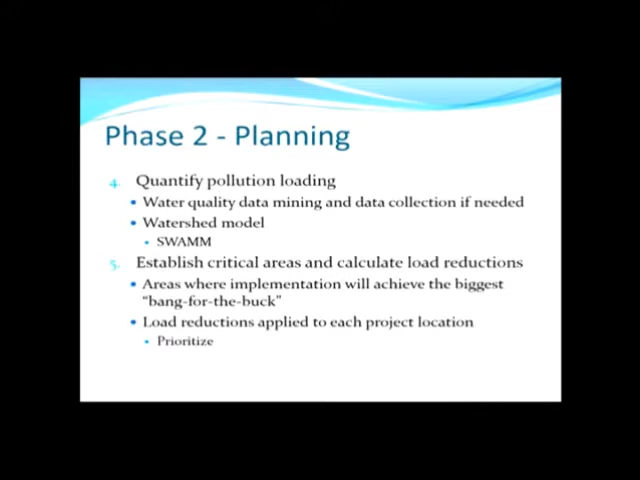 Phase 2 - Planning
4. Quantify pollution loading
• Water quality data mining and data collection if needed
• Watershed model
• SWAMM
5. Establish critical areas and calculate load reductions
• Areas where implementation will achieve the biggest
“bang-for-the-buck”
• Load reductions applied to each project location
• Prioritize